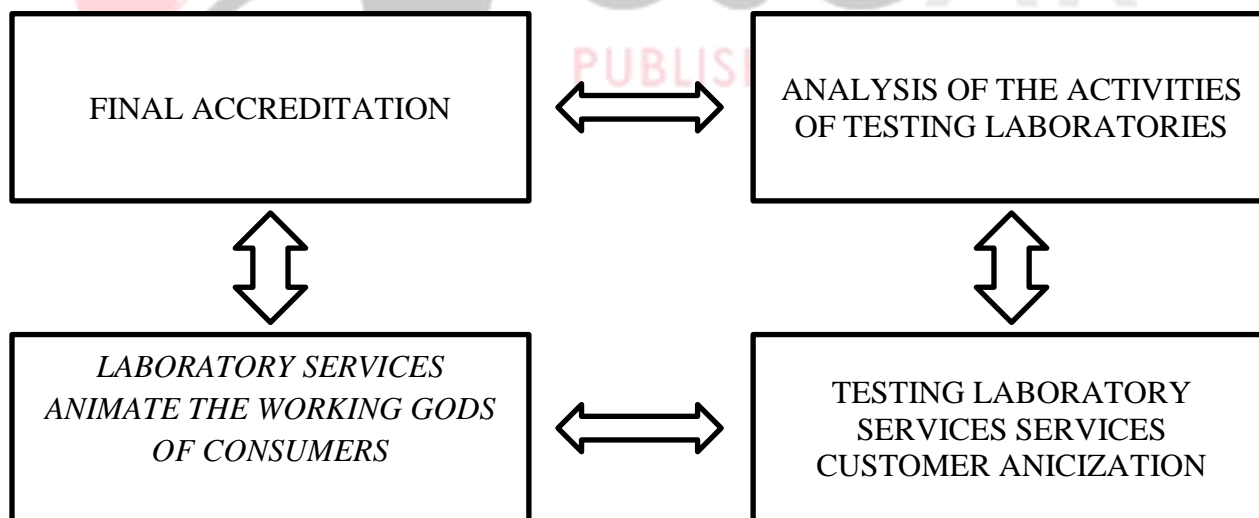 PUBLIS
FINAL ACCREDITATION
ANALYSIS OF THE ACTIVITIES
OF TESTING LABORATORIES
LABORATORY SERVICES
ANIMATE THE WORKING GODS
OF CONSUMERS
TESTING LABORATORY
SERVICES SERVICES
CUSTOMER ANICIZATION